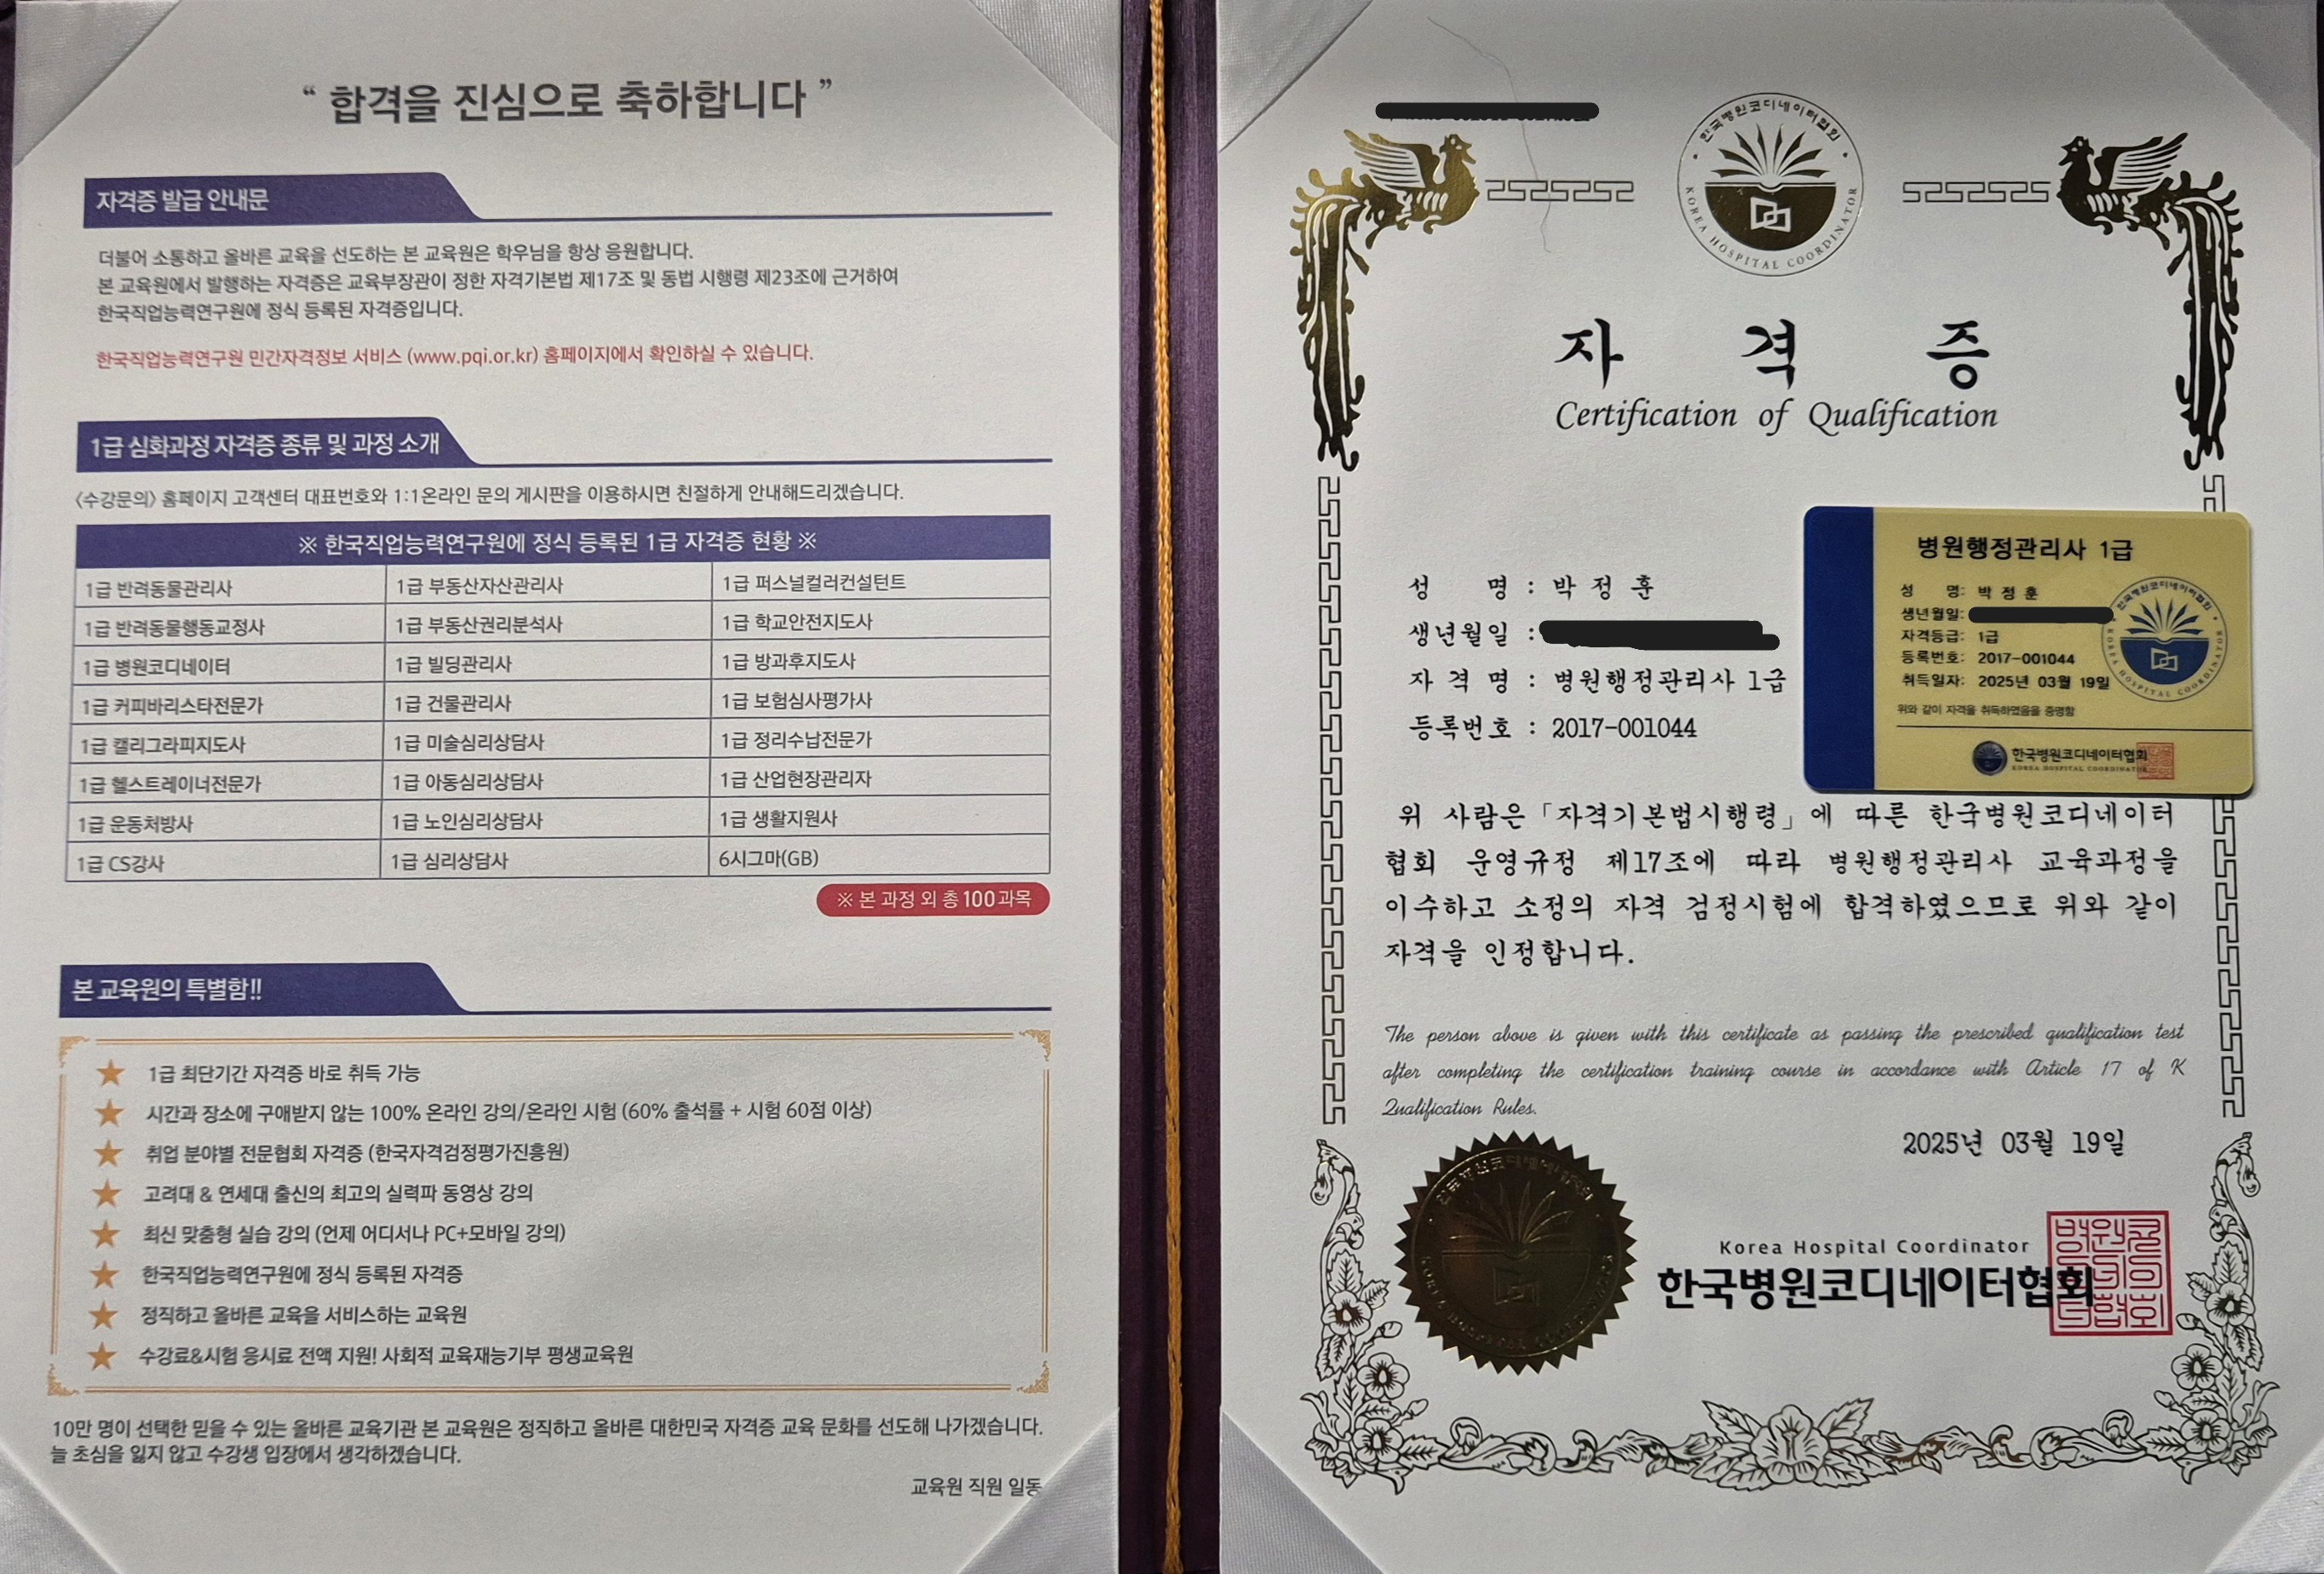 “ 합격을 진심으로 축하합니다 ”
자격증 발급 안내문
더불어 소통하고 올바른 교육을 선도하는 본 교육원은 학우님을 항상 응원합니다.
본 교육원에서 발행하는 자격증은 교육부장관이 정한 자격기본법 제17조 및 동법 시행령 제23조에 근거하여
한국직업능력연구원에 정식 등록된 자격증입니다.
한국직업능력연구원 민간자격정보 서비스 (www.pqi.or.kr) 홈페이지에서 확인하실 수 있습니다.
1급 심화과정 자격증 종류 및 과정 소개
<수강문의> 홈페이지 고객센터 대표번호와 1:1온라인 문의 게시판을 이용하시면 친절하게 안내해드리겠습니다.
※ 한국직업능력연구원에 정식 등록된 1급 자격증 현황 ※
1급 반려동물관리사 1급 부동산자산관리사 1급 퍼스널컬러컨설턴트
1급 반려동물행동교정사 1급 부동산권리분석사 1급 학교안전지도사
1급 병원코디네이터 1급 빌딩관리사 1급 방과후지도사
1급 커피바리스타전문가 1급 건물관리사 1급 보험심사평가사
1급 캘리그라피지도사 1급 미술심리상담사 1급 정리수납전문가
1급 헬스트레이너전문가 1급 아동심리상담사 1급 산업현장관리자
1급 운동처방사 1급 노인심리상담사 1급 생활지원사
1급 CS강사 1급 심리상담사 6시그마(GB)
※ 본 과정 외 총 100과목
본 교육원의 특별함!!
★ 1급 최단기간 자격증 바로 취득 가능
★ 시간과 장소에 구애받지 않는 100% 온라인 강의/온라인 시험 (60% 출석률 + 시험 60점 이상)
★ 취업 분야별 전문협회 자격증 (한국자격검정평가진흥원)
★ 고려대 & 연세대 출신의 최고의 실력파 동영상 강의
★ 최신 맞춤형 실습 강의 (언제 어디서나 PC+모바일 강의)
★ 한국직업능력연구원에 정식 등록된 자격증
★ 정직하고 올바른 교육을 서비스하는 교육원
★ 수강료&시험 응시료 전액 지원! 사회적 교육재능기부 평생교육원
10만 명이 선택한 믿을 수 있는 올바른 교육기관 본 교육원은 정직하고 올바른 대한민국 자격증 교육 문화를 선도해 나가겠습니다.
늘 초심을 잃지 않고 수강생 입장에서 생각하겠습니다.
교육원 직원 일동
한국병원코디네이터협회
KOREA HOSPITAL COORDINATOR
자 격 증
Certification of Qualification
성 명 : 박 정 훈
생년월일 :
자 격 명 : 병원행정관리사 1급
등록번호 : 2017-001044
병원행정관리사 1급
성 명: 박 정 훈
생년월일:
자격등급: 1급
등록번호: 2017-001044
취득일자: 2025년 03월 19일
위와 같이 자격을 취득하였음을 증명함
한국병원코디네이터협회
KOREA HOSPITAL COORDINATOR
한국병원코디네이터협회
KOREA HOSPITAL COORDINATOR
위 사람은「자격기본법시행령」에 따른 한국병원코디네이터
협회 운영규정 제17조에 따라 병원행정관리사 교육과정을
이수하고 소정의 자격 검정시험에 합격하였으므로 위와 같이
자격을 인정합니다.
The person above is given with this certificate as passing the prescribed qualification test
after completing the certification training course in accordance with Article 17 of K
Qualification Rules.
2025년 03월 19일
Korea Hospital Coordinator
한국병원코디네이터협회